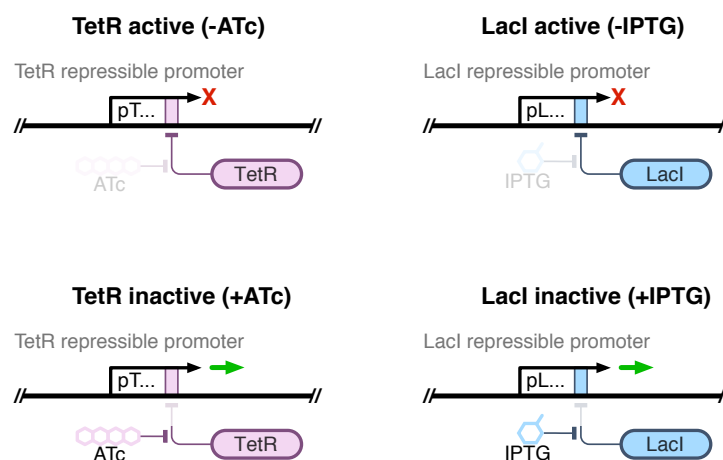 TetR active (-ATc)
LacI active (-IPTG)
TetR repressible promoter
LacI repressible promoter
pT...
X
pL...
X
ATc
TetR
IPTG
LacI
TetR inactive (+ATc)
LacI inactive (+IPTG)
TetR repressible promoter
LacI repressible promoter
pT...
pL...
ATc
TetR
IPTG
LacI